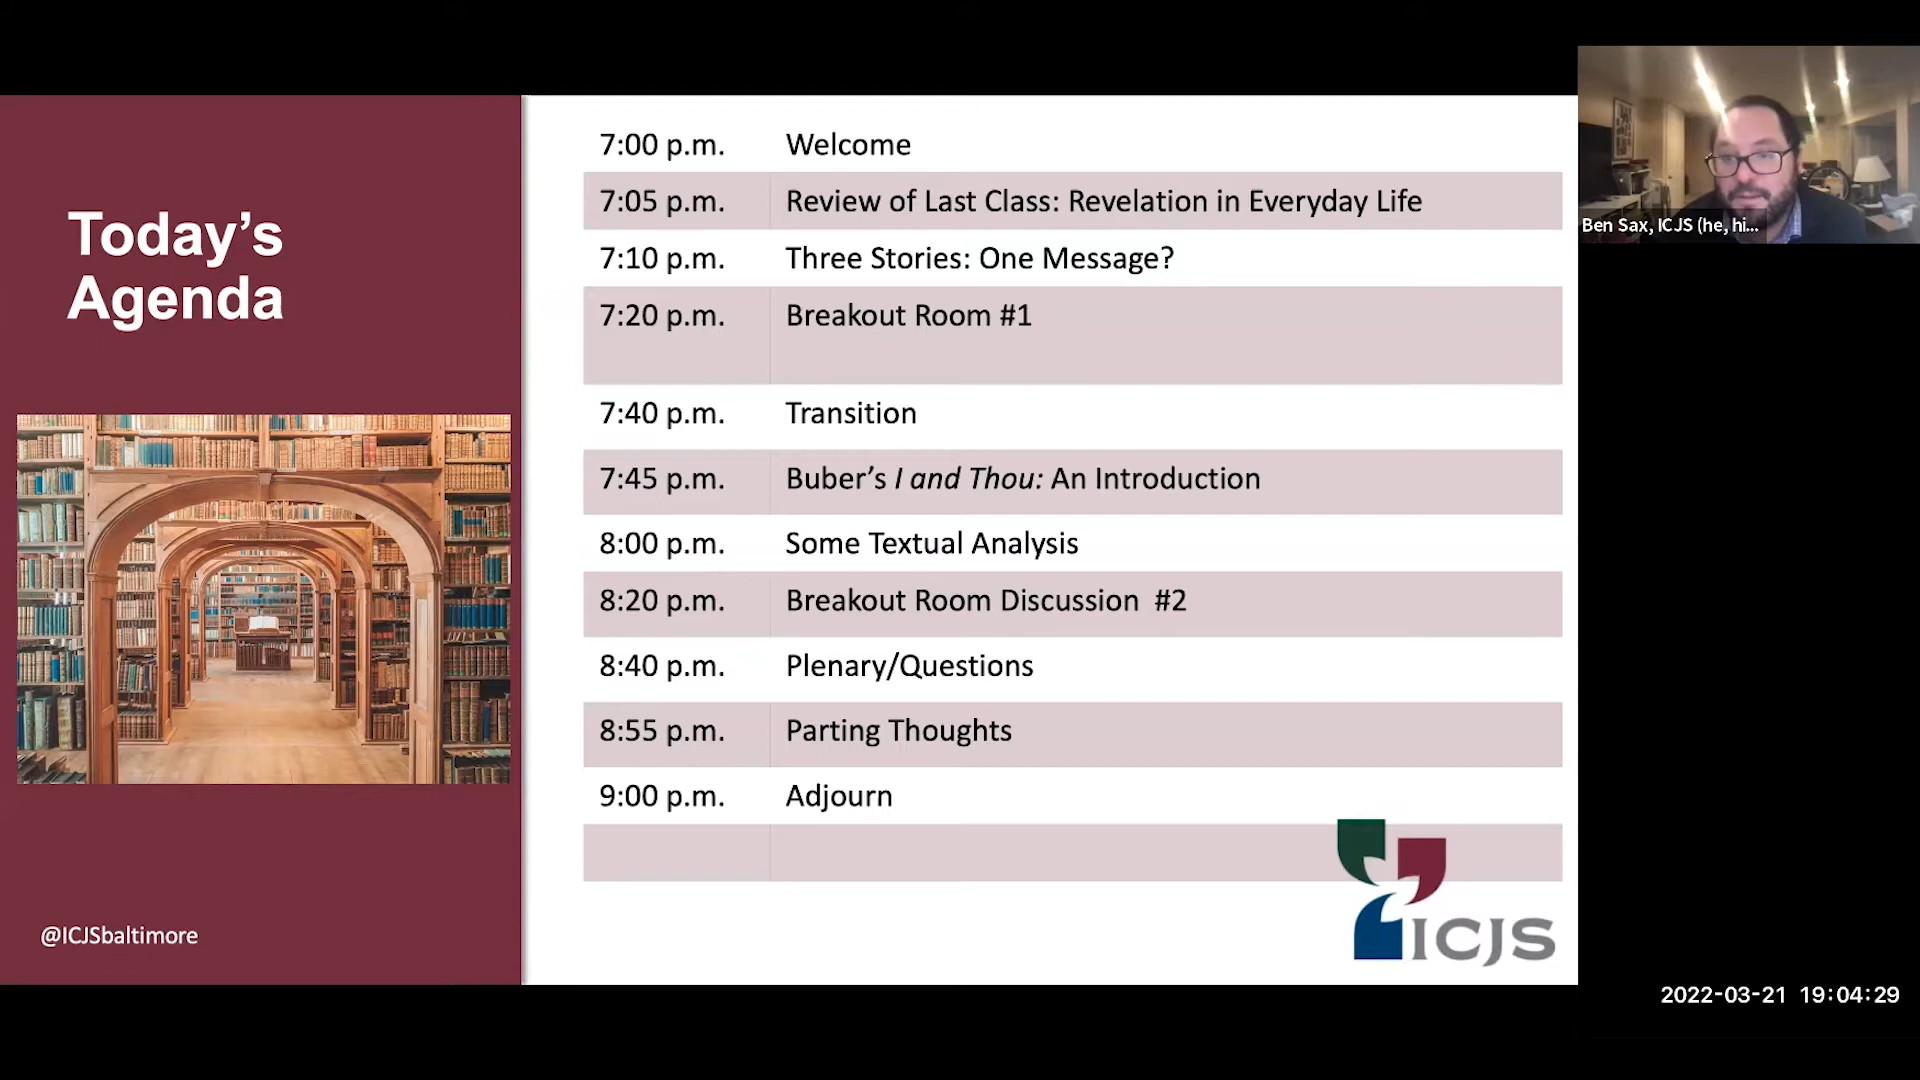 Today’s
Agenda
@ICJSbaltimore
7:00 p.m. Welcome
7:05 p.m. Review of Last Class: Revelation in Everyday Life
7:10 p.m. Three Stories: One Message?
7:20 p.m. Breakout Room #1
7:40 p.m. Transition
7:45 p.m. Buber’s I and Thou: An Introduction
8:00 p.m. Some Textual Analysis
8:20 p.m. Breakout Room Discussion #2
8:40 p.m. Plenary/Questions
8:55 p.m. Parting Thoughts
9:00 p.m. Adjourn
ICJS
Ben Sax, ICJS (he, hi...
2022-03-21 19:04:29